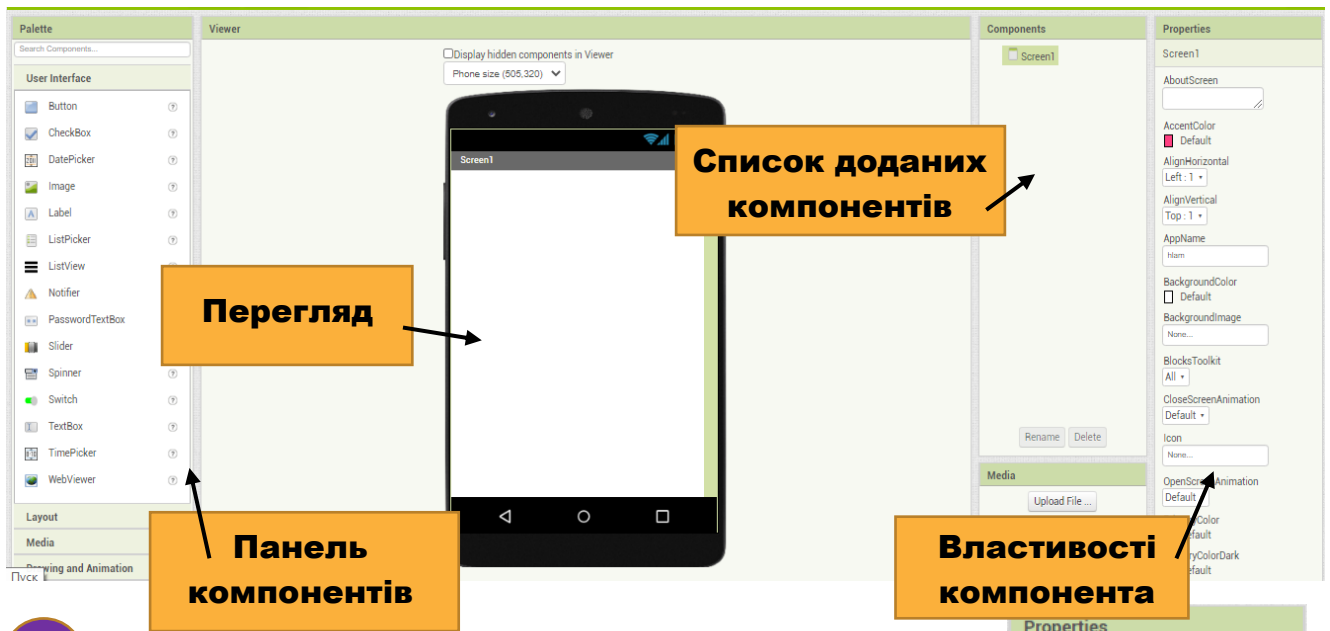 Palette
Search Components...
User Interface
Button
CheckBox
DatePicker
Image
Label
ListPicker
ListView
Notifier
PasswordTextBox
Slider
Spinner
Switch
TextBox
TimePicker
WebViewer
Layout
Media
Drawing and Animation
Пуск
Viewer
Display hidden components in Viewer
Phone size (505,320)
Screen1
Перегляд
Панель
компонентів
Список доданих
компонентів
Components
Screen1
Rename Delete
Media
Upload File ...
Властивості
компонента
Properties
Screen1
AboutScreen
AccentColor
Default
AlignHorizontal
Left : 1
AlignVertical
Top : 1
AppName
hlam
BackgroundColor
Default
BackgroundImage
None...
BlocksToolkit
All
CloseScreenAnimation
Default
Icon
None...
OpenScreenAnimation
Default
Properties